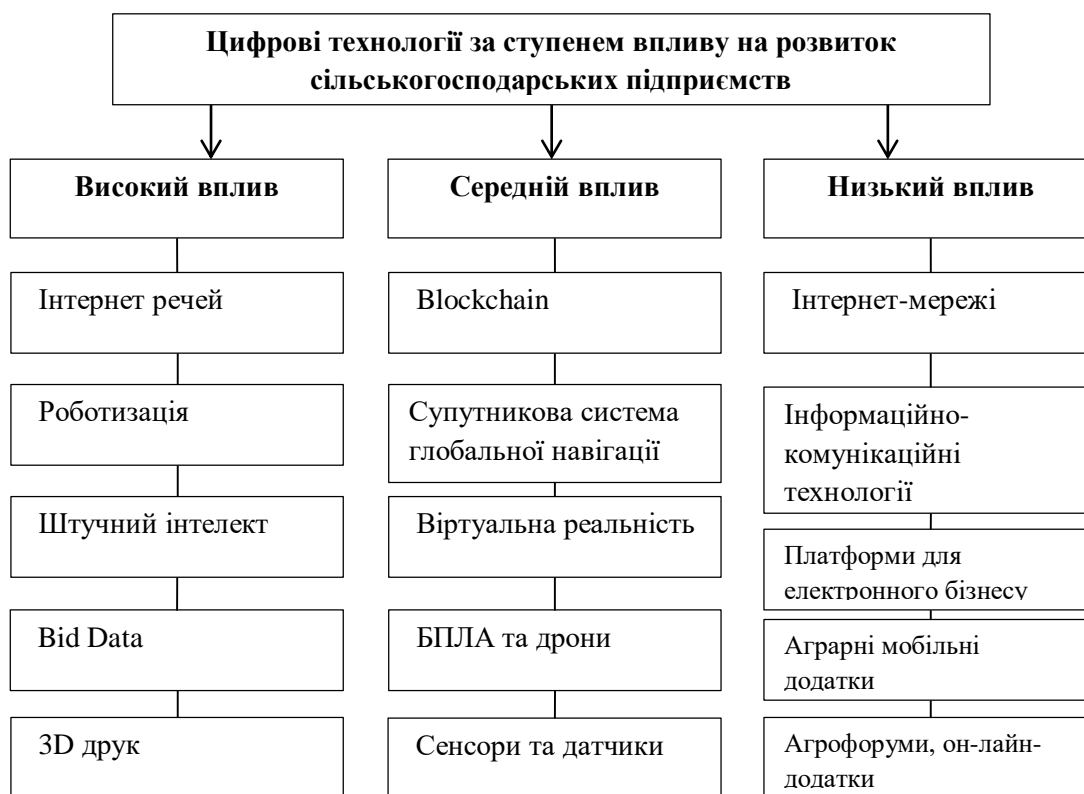 Цифрові технології за ступенем впливу на розвиток
сільськогосподарських підприємств
Високий вплив
Середній вплив
Низький вплив
Інтернет речей
Роботизація
Штучний інтелект
Bid Data
3D друк
Blockchain
Супутникова система
глобальної навігації
Віртуальна реальність
БПЛА та дрони
Сенсори та датчики
Інтернет-мережі
Інформаційно-
комунікаційні
технології
Платформи для
електронного бізнесу
Аграрні мобільні
додатки
Агрофоруми, он-лайн-
додатки